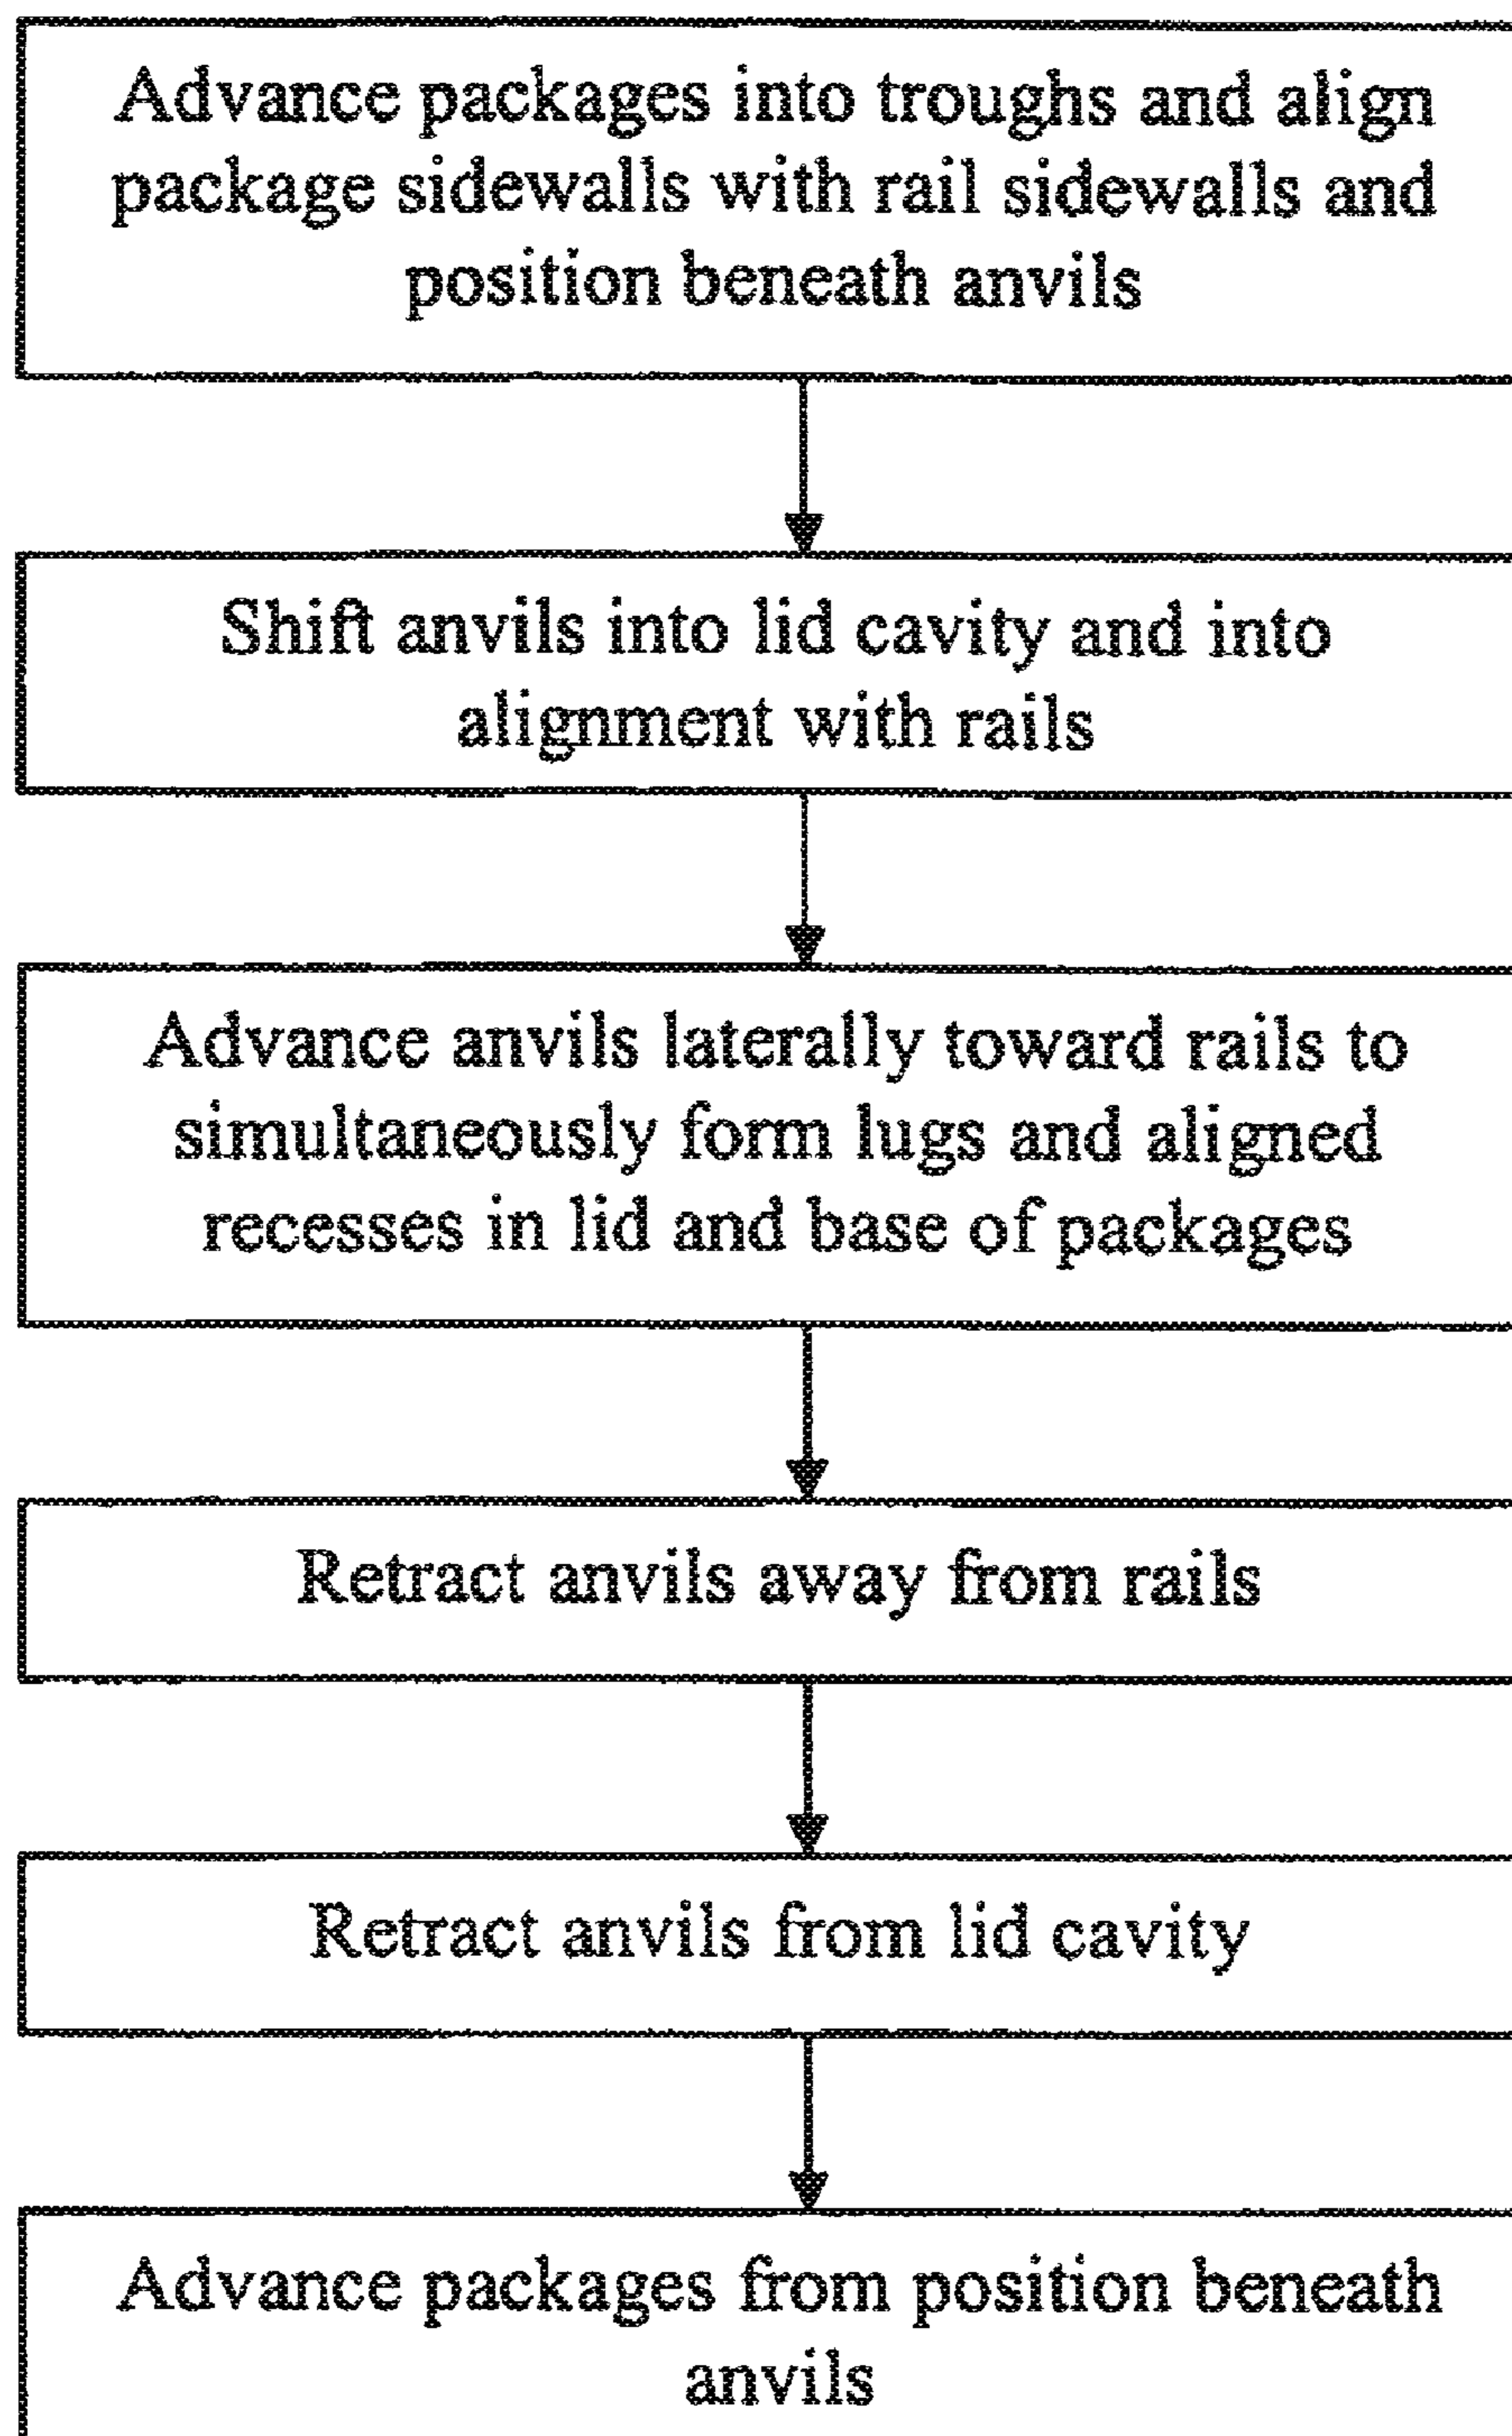 Advance packages into troughs and align
package sidewalls with rail sidewalls and
position beneath anvils
Shift anvils into lid cavity and into
alignment with rails
Advance anvils laterally toward rails to
simultaneously form lugs and aligned
recesses in lid and base of packages
Retract anvils away from rails
Retract anvils from lid cavity
Advance packages from position beneath
anvils